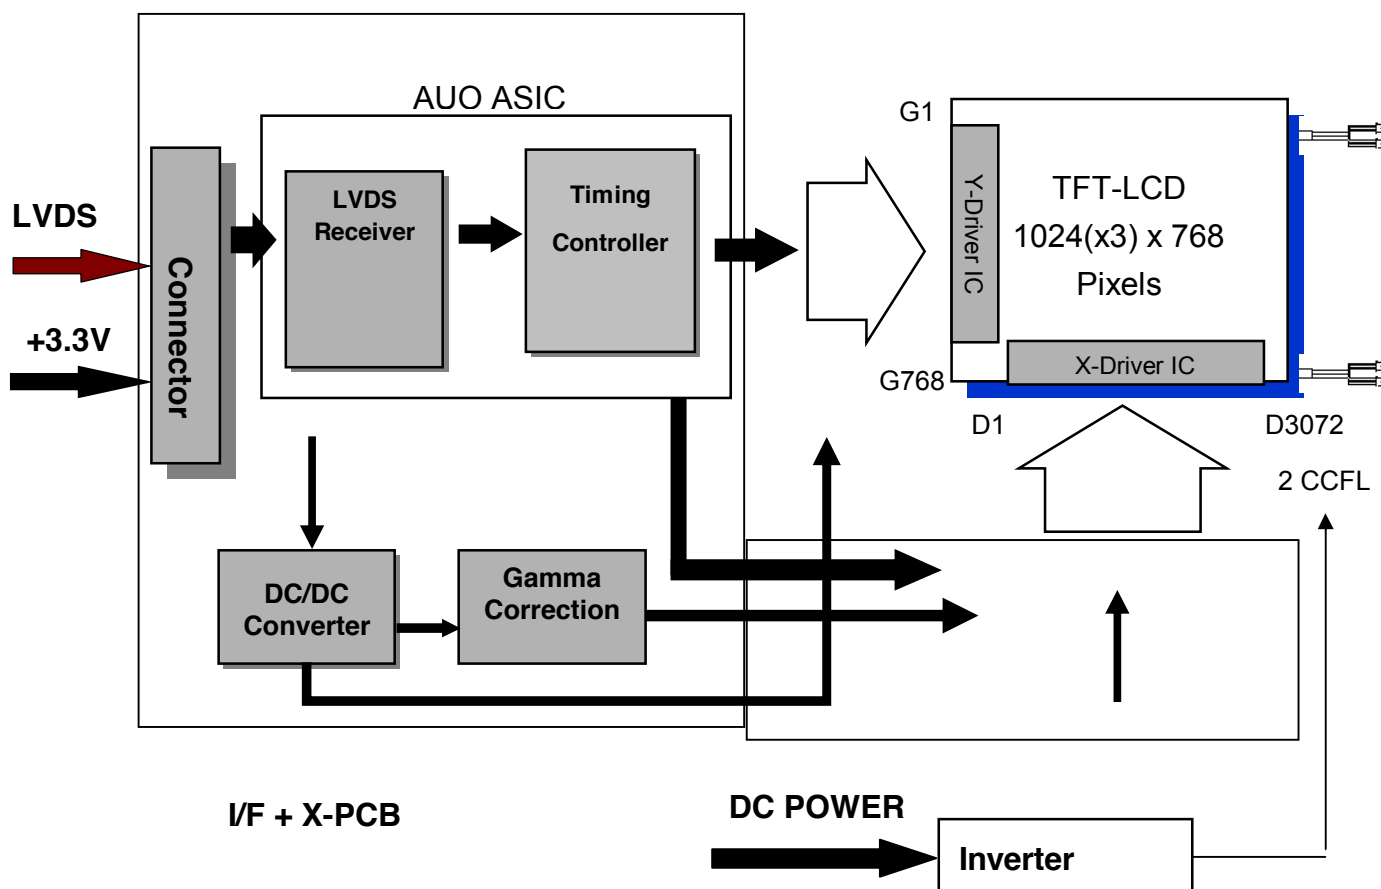 AUO ASIC
G1
LVDS
Receiver
Timing
Controller
Y-Driver IC
TFT-LCD
1024(x3) x 768
Pixels
LVDS
Connector
+3.3V
X-Driver IC
G768
D1
D3072
2 CCFL
DC/DC
Converter
Gamma
Correction
I/F + X-PCB
DC POWER
Inverter